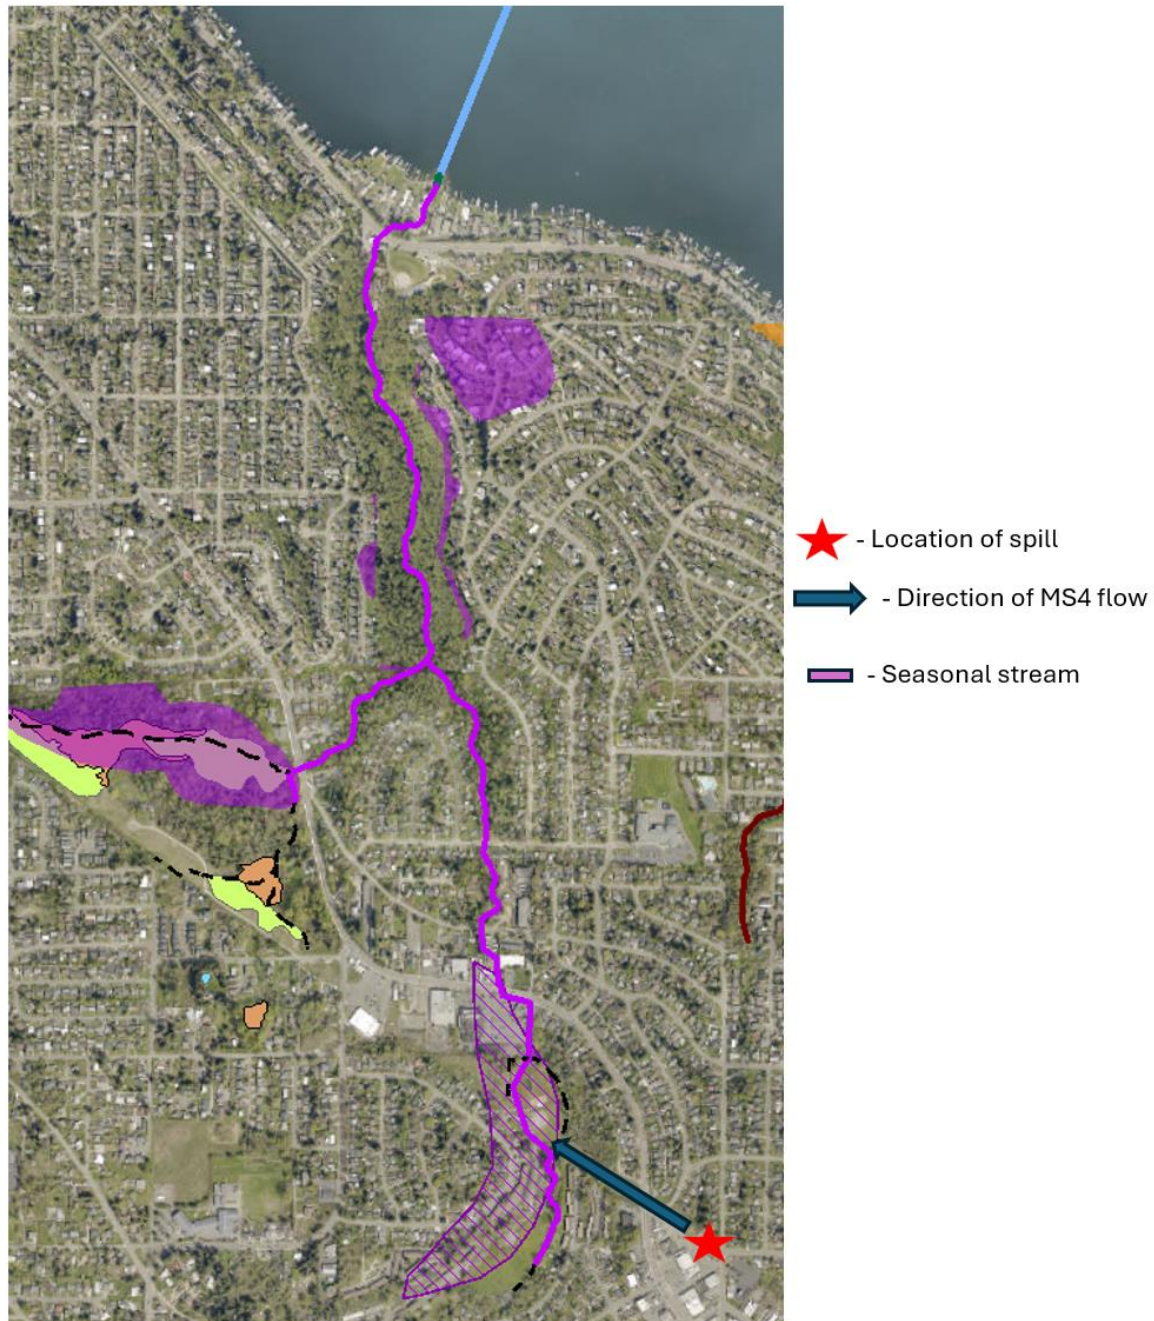 - Location of spill
- Direction of MS4 flow
- Seasonal stream